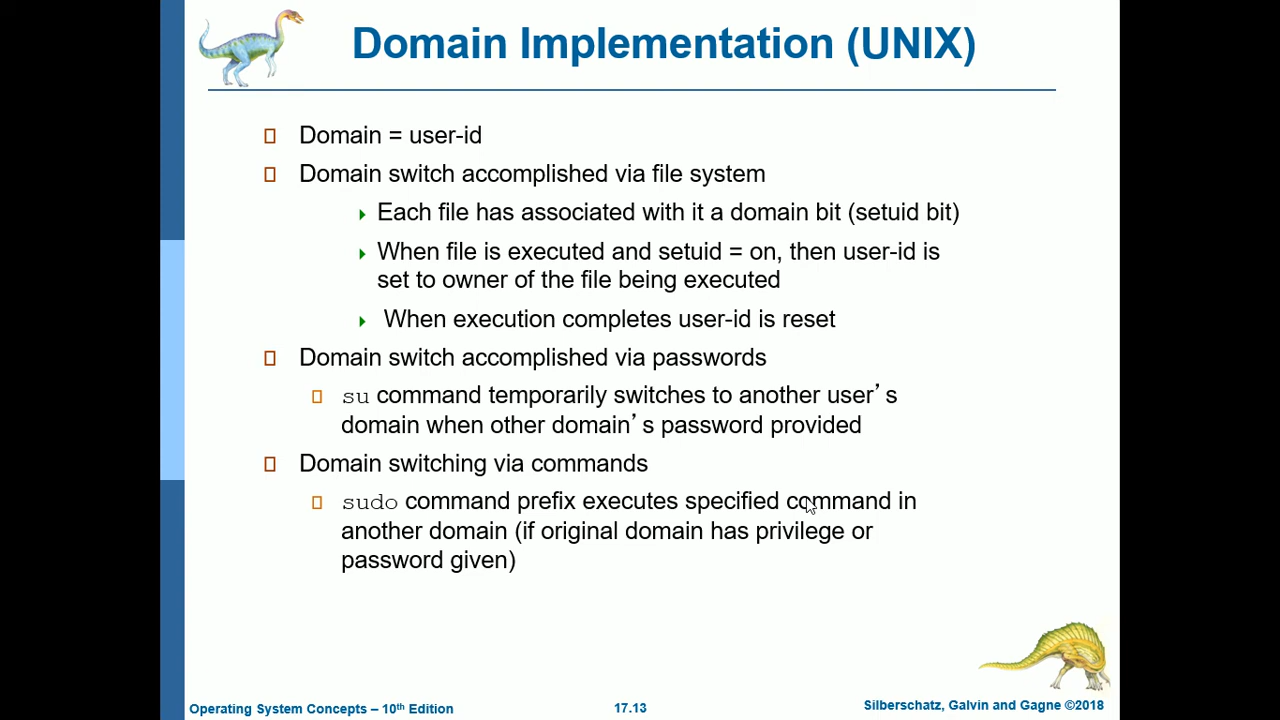 Domain Implementation (UNIX)
Domain = user-id
Domain switch accomplished via file system
Each file has associated with it a domain bit (setuid bit)
When file is executed and setuid = on, then user-id is
set to owner of the file being executed
When execution completes user-id is reset
Domain switch accomplished via passwords
su command temporarily switches to another user’s
domain when other domain’s password provided
Domain switching via commands
sudo command prefix executes specified command in
another domain (if original domain has privilege or
password given)
Operating System Concepts – 10th Edition
17.13
Silberschatz, Galvin and Gagne ©2018